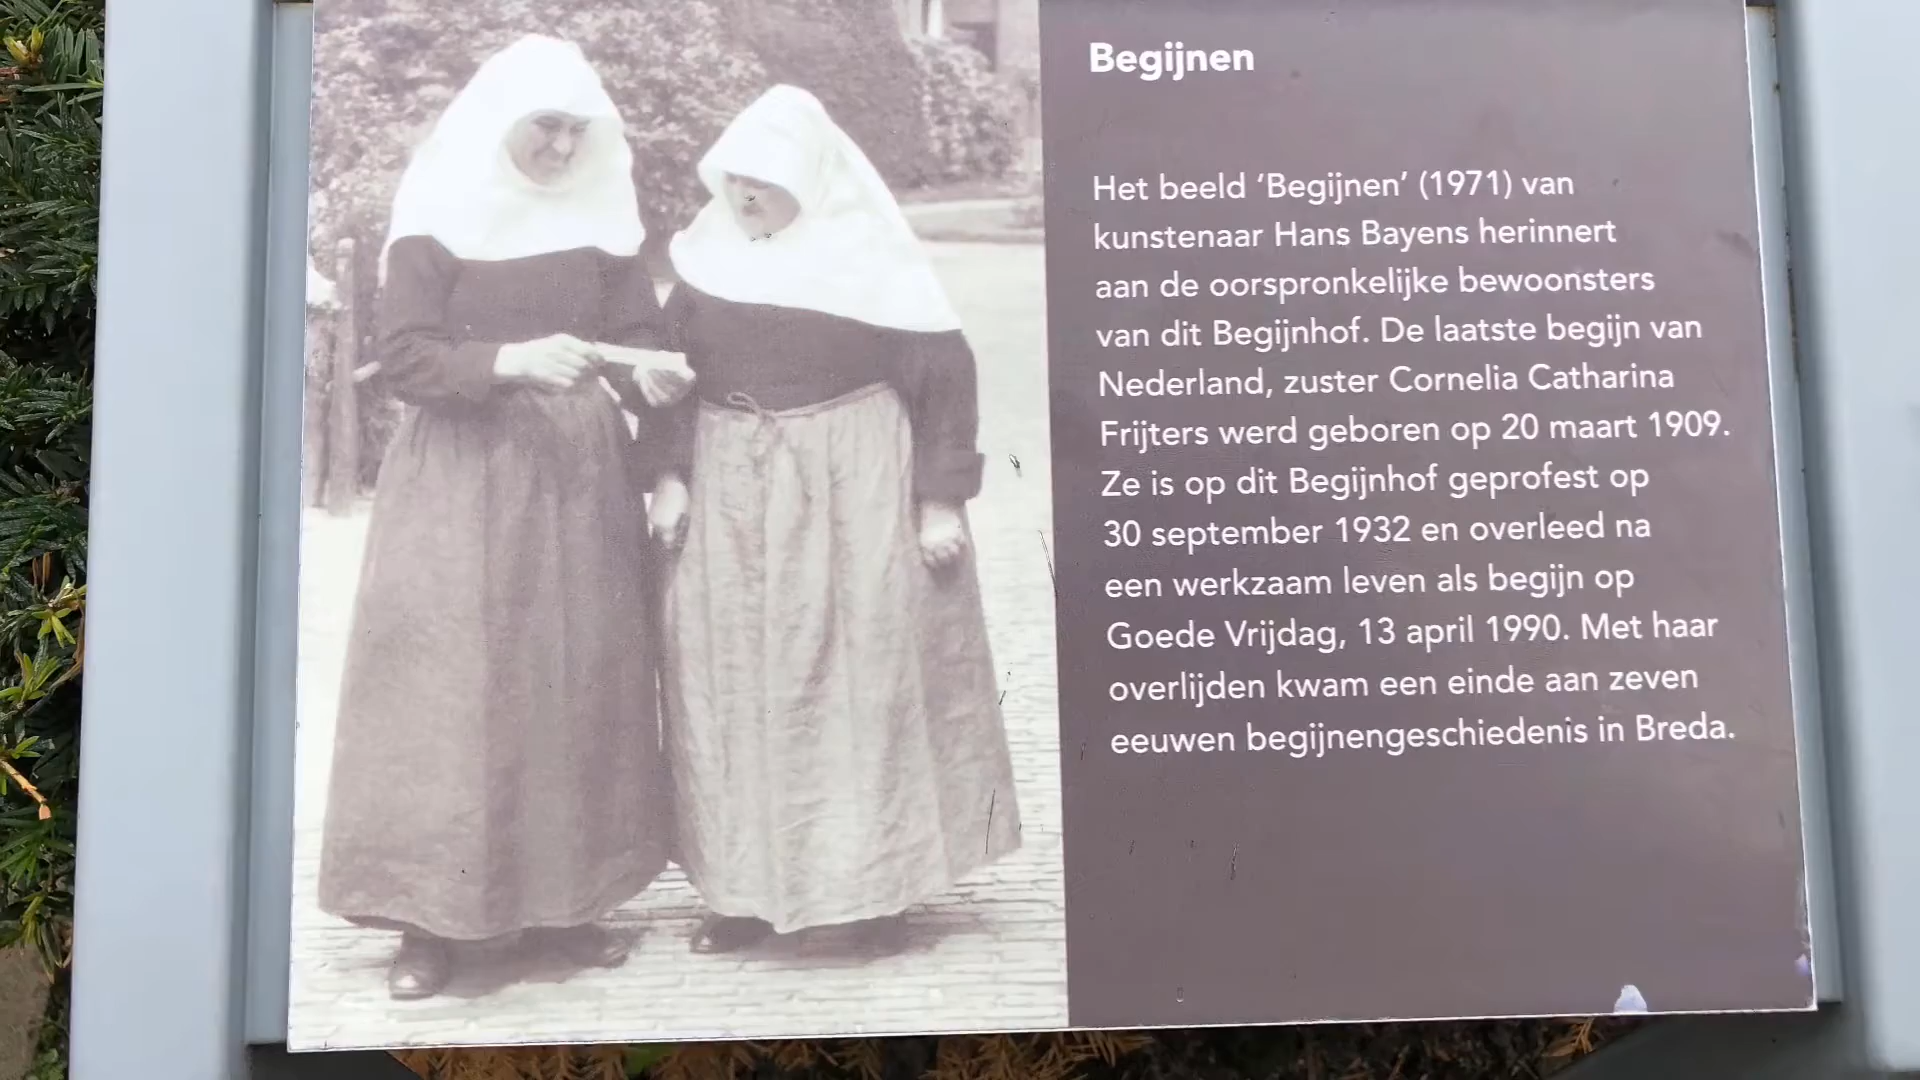 Begijnen
Het beeld ‘Begijnen’ (1971) van
kunstenaar Hans Bayens herinnert
aan de oorspronkelijke bewoonsters
van dit Begijnhof. De laatste begijn van
Nederland, zuster Cornelia Catharina
Frijters werd geboren op 20 maart 1909.
Ze is op dit Begijnhof geprofest op
30 september 1932 en overleed na
een werkzaam leven als begijn op
Goede Vrijdag, 13 april 1990. Met haar
overlijden kwam een einde aan zeven
eeuwen begijnengeschiedenis in Breda.